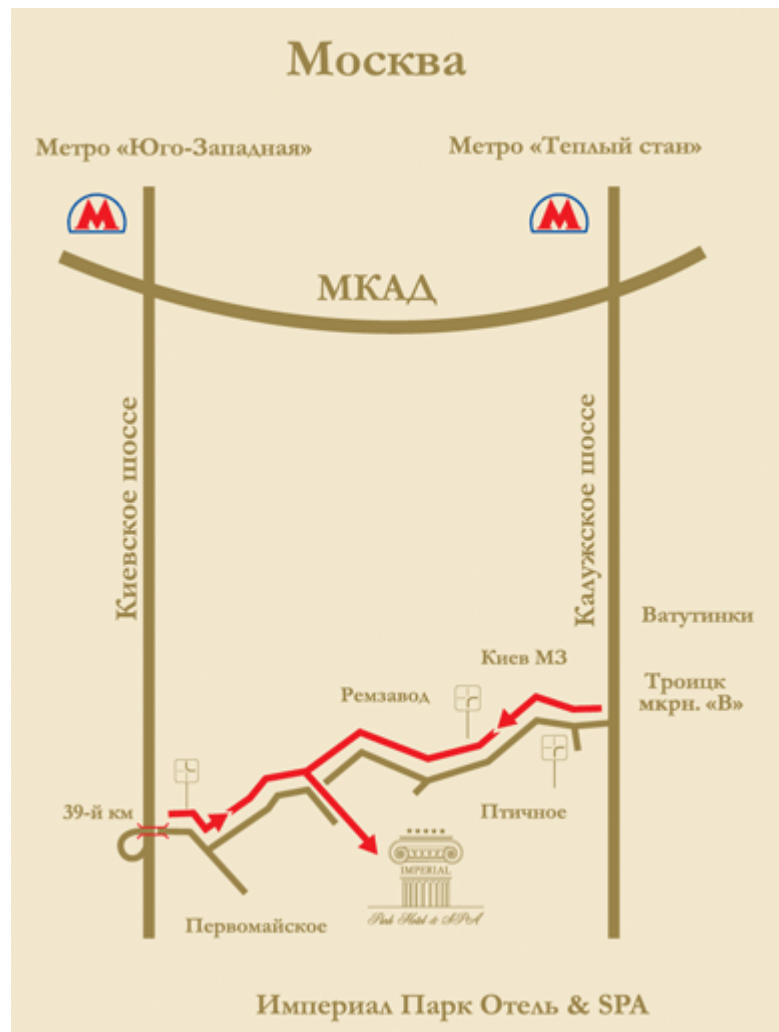 Москва
Метро «Юго-Западная»
Метро «Теплый стан»
М
М
МКАД
Киевское шоссе
Калужское шоссе
Ватутинки
Киев МЗ
Троицк
мкрн. «В»
Ремзавод
39-й км
Птичное
IMPERIAL
Park Hotel & SPA
Первомайское
Империал Парк Отель & SPA